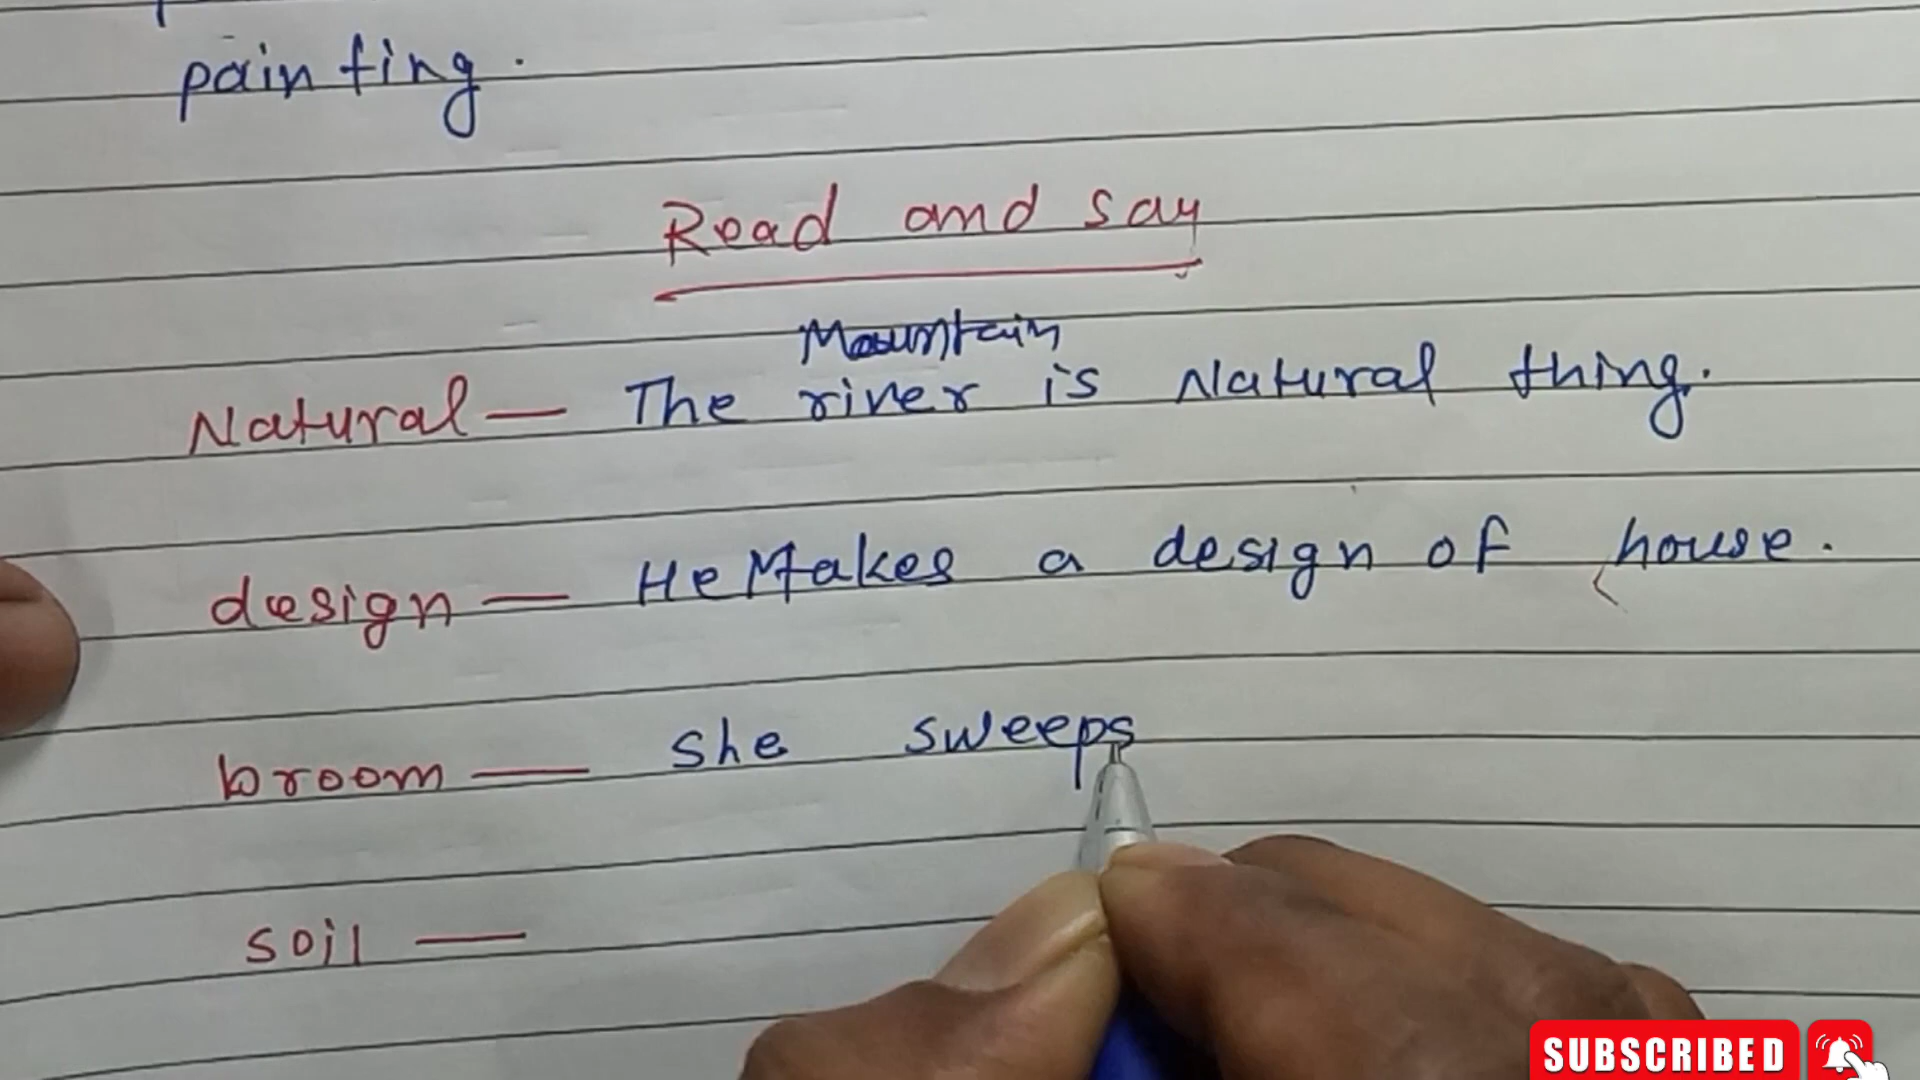 painting.
Read and say
Mountain
Natural — The river is Natural thing.
design — He Makes a design of house.
broom — She sweeps
soil —
SUBSCRIBED